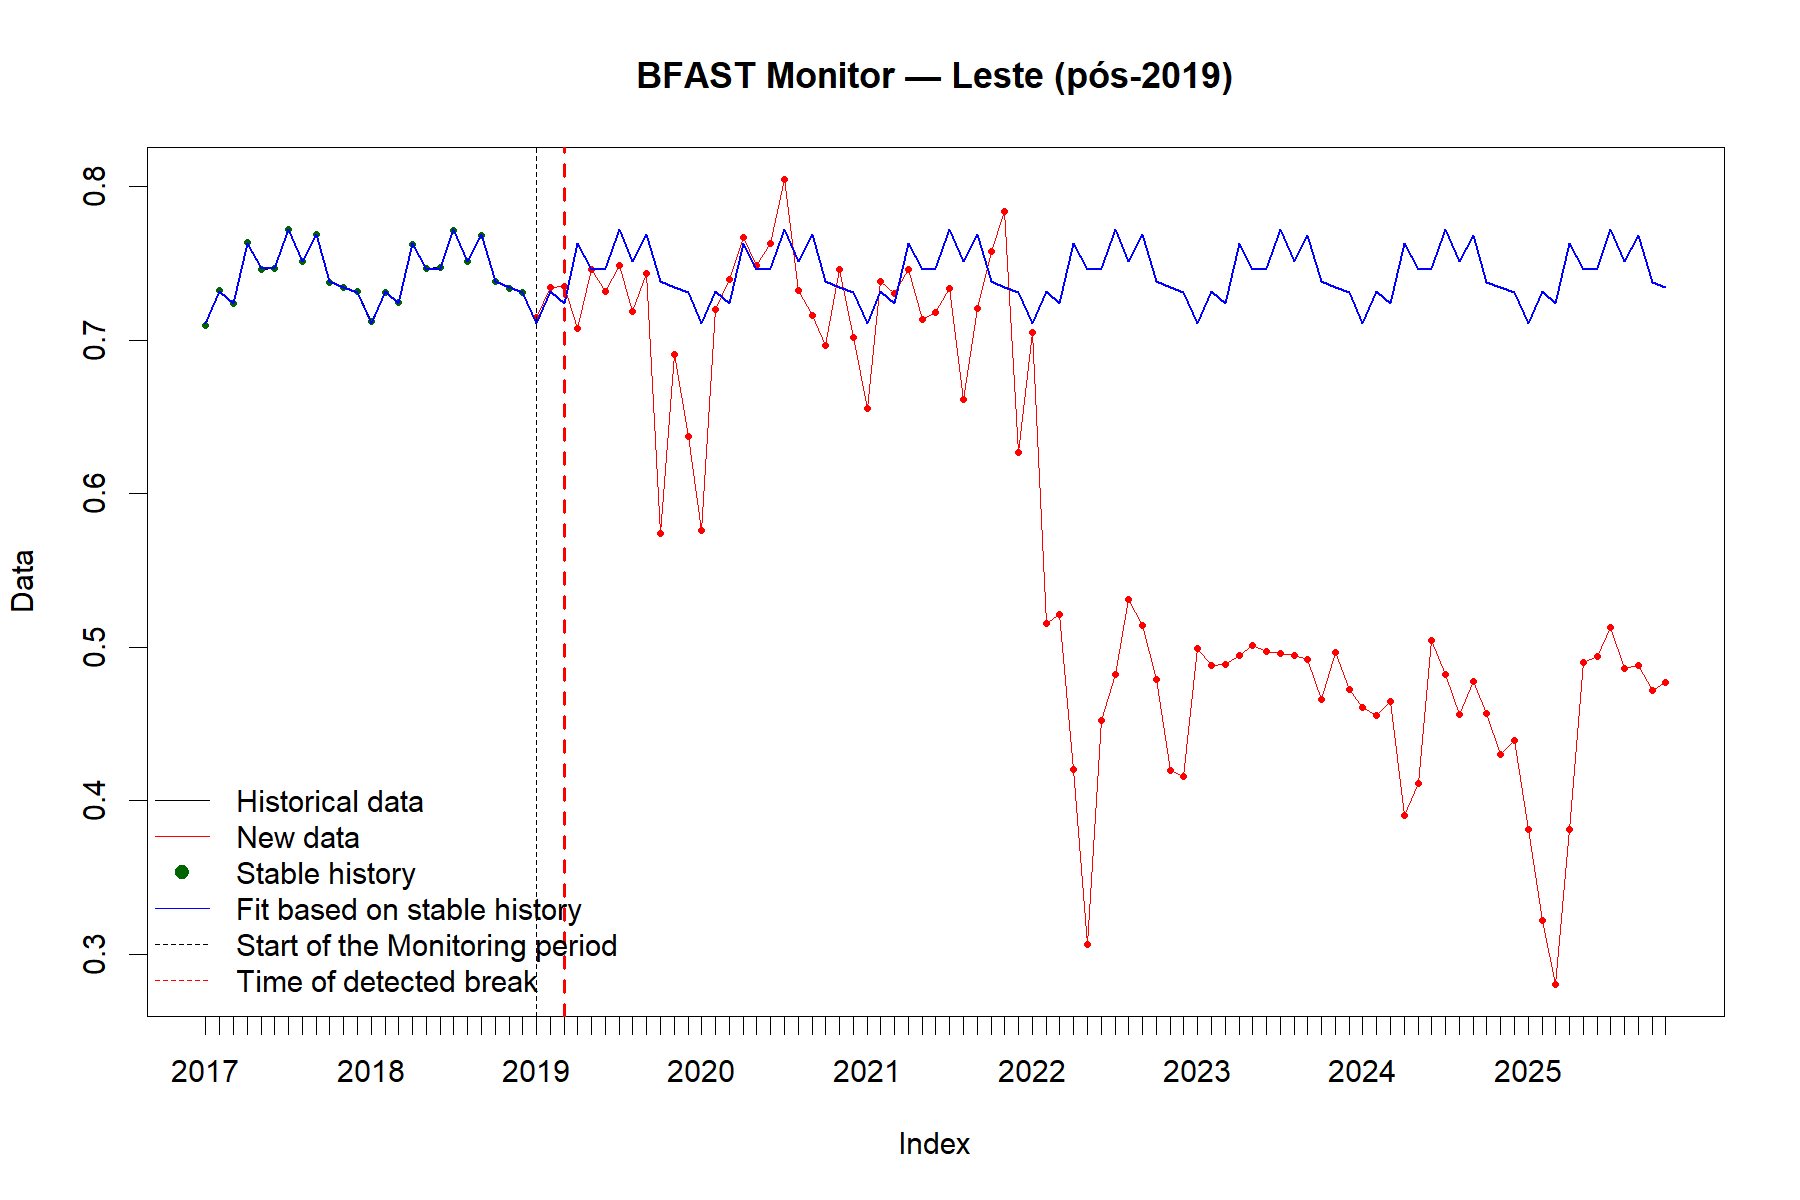 BFAST Monitor — Leste (pós-2019)
Data
0.8
0.7
0.6
0.5
0.4
0.3
Historical data
New data
Stable history
Fit based on stable history
Start of the Monitoring period
Time of detected break
2017 2018 2019 2020 2021 2022 2023 2024 2025
Index